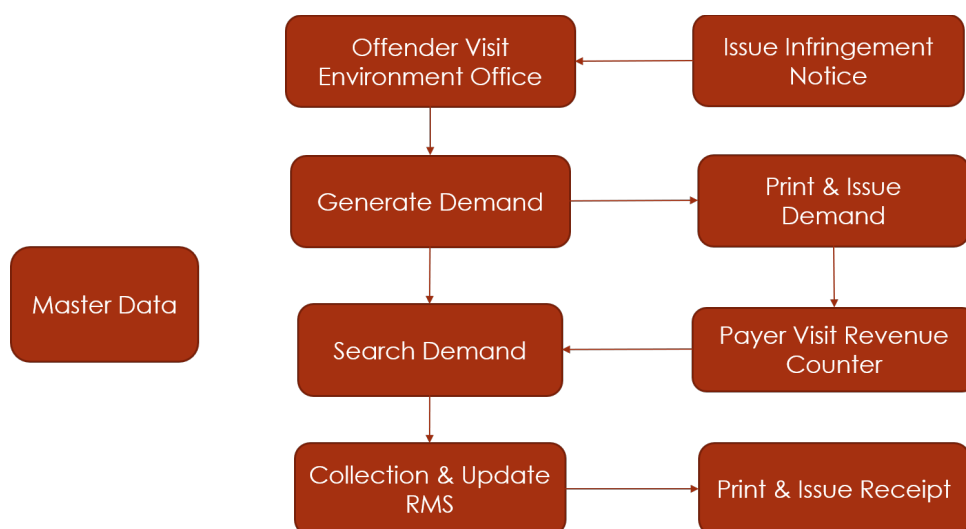 Offender Visit
Environment Office
Issue Infringement
Notice
Generate Demand
Print & Issue
Demand
Master Data
Search Demand
Payer Visit Revenue
Counter
Collection & Update
RMS
Print & Issue Receipt